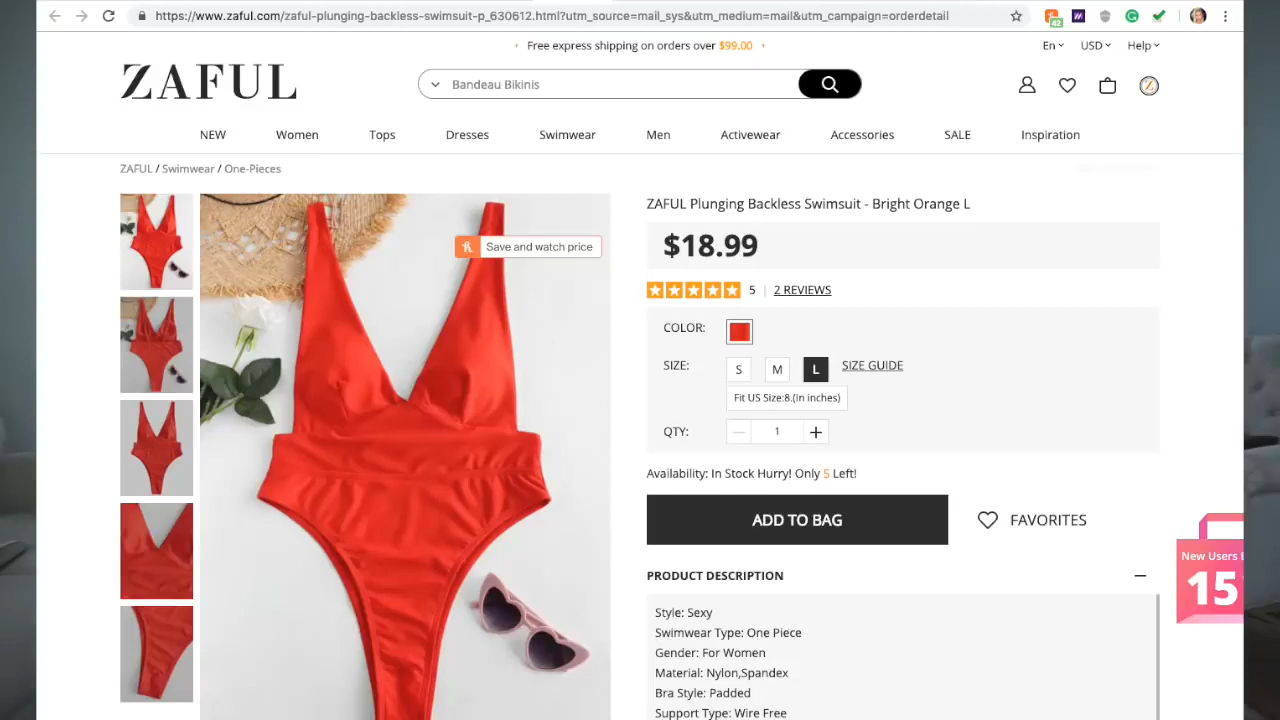 https://www.zaful.com/zaful-plunging-backless-swimsuit-p_630612.html?utm_source=mail_sys&utm_medium=mail&utm_campaign=orderdetail
42
Free express shipping on orders over $99.00
En USD Help
ZAFUL
Bandeau Bikinis
NEW Women Tops Dresses Swimwear Men Activewear Accessories SALE Inspiration
ZAFUL / Swimwear / One-Pieces
Save and watch price
ZAFUL Plunging Backless Swimsuit - Bright Orange L
$18.99
5 | 2 REVIEWS
COLOR:
SIZE: S M L SIZE GUIDE
Fit US Size:8.(In inches)
QTY: 1 +
Availability: In Stock Hurry! Only 5 Left!
ADD TO BAG
FAVORITES
New Users
15
PRODUCT DESCRIPTION
Style: Sexy
Swimwear Type: One Piece
Gender: For Women
Material: Nylon,Spandex
Bra Style: Padded
Support Type: Wire Free